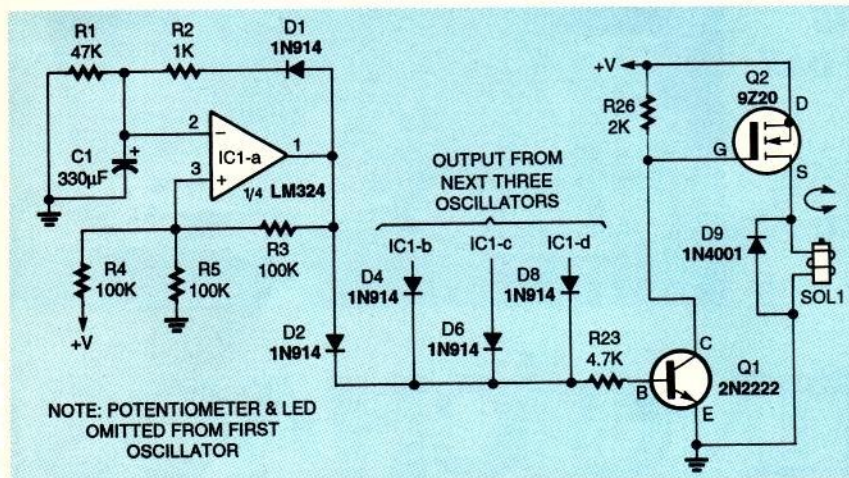 R1
47K
R2
1K
D1
1N914
C1
330µF
+
2
−
3
+
IC1-a
1
1/4 LM324
R3
100K
R4
100K
+V
R5
100K
D2
1N914
NOTE: POTENTIOMETER & LED
OMITTED FROM FIRST
OSCILLATOR
OUTPUT FROM
NEXT THREE
OSCILLATORS
IC1-b
IC1-c
IC1-d
D4
1N914
D6
1N914
D8
1N914
R23
4.7K
+V
R26
2K
Q2
9Z20
D
G
S
D9
1N4001
SOL1
C
B
Q1
2N2222
E